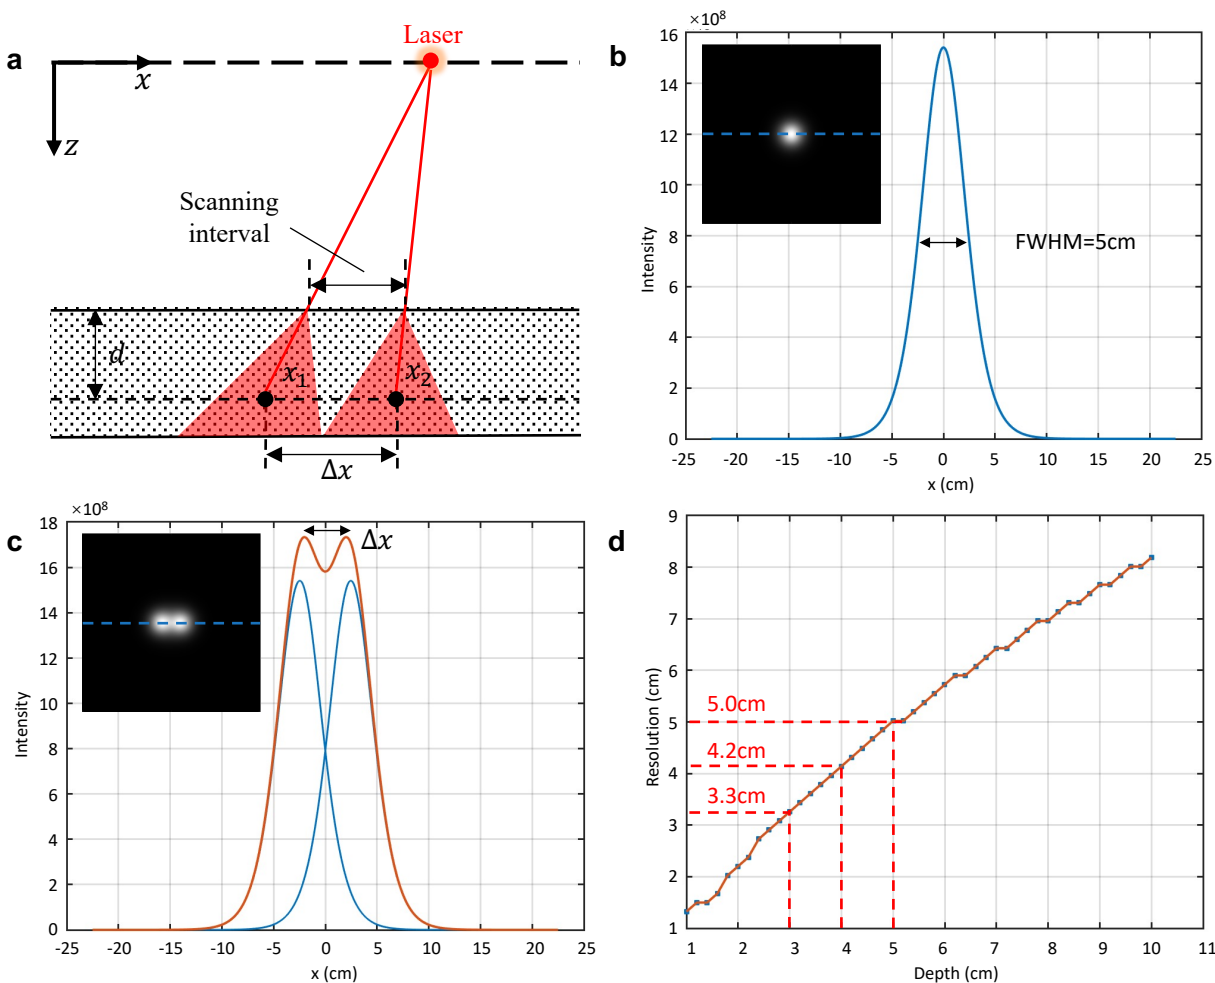 a
Laser
x
z
Scanning
interval
d
x₁
x₂
Δx
b
×10⁸
16
14
12
10
8
6
4
2
0
Intensity
FWHM=5cm
-25 -20 -15 -10 -5 0 5 10 15 20 25
x (cm)
c
×10⁸
18
16
14
12
10
8
6
4
2
0
Intensity
Δx
-25 -20 -15 -10 -5 0 5 10 15 20 25
x (cm)
d
9
8
7
6
5
4
3
2
1
Resolution (cm)
5.0cm
4.2cm
3.3cm
1 2 3 4 5 6 7 8 9 10 11
Depth (cm)